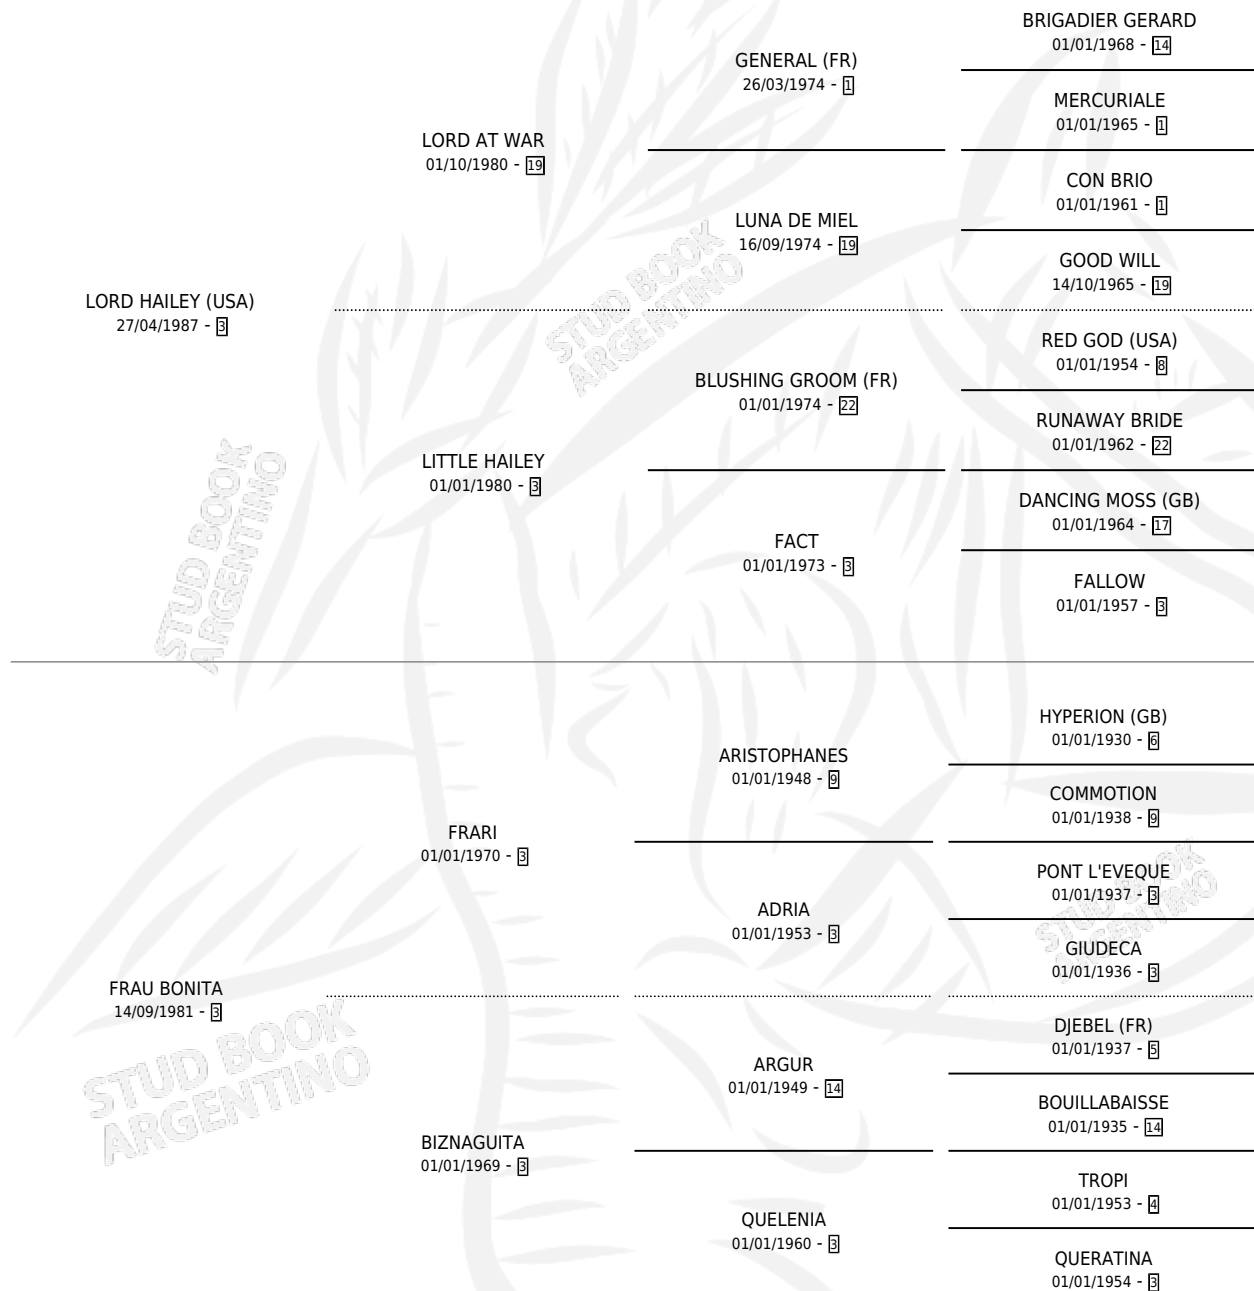 BRIGADIER GERARD
01/01/1968 - 14
GENERAL (FR)
26/03/1974 - 1
MERCURIALE
01/01/1965 - 1
LORD AT WAR
01/10/1980 - 19
CON BRIO
01/01/1961 - 1
LUNA DE MIEL
16/09/1974 - 19
GOOD WILL
14/10/1965 - 19
LORD HAILEY (USA)
27/04/1987 - 3
RED GOD (USA)
01/01/1954 - 8
BLUSHING GROOM (FR)
01/01/1974 - 22
RUNAWAY BRIDE
01/01/1962 - 22
LITTLE HAILEY
01/01/1980 - 3
DANCING MOSS (GB)
01/01/1964 - 17
FACT
01/01/1973 - 3
FALLOW
01/01/1957 - 3
HYPERION (GB)
01/01/1930 - 6
ARISTOPHANES
01/01/1948 - 9
COMMOTION
01/01/1938 - 9
FRARI
01/01/1970 - 3
PONT L'EVEQUE
01/01/1937 - 3
ADRIA
01/01/1953 - 3
GIUDECA
01/01/1936 - 3
FRAU BONITA
14/09/1981 - 3
DJEBEL (FR)
01/01/1937 - 5
ARGUR
01/01/1949 - 14
BOUILLABAISSE
01/01/1935 - 14
BIZNAGUITA
01/01/1969 - 3
TROPI
01/01/1953 - 4
QUELENIA
01/01/1960 - 3
QUERATINA
01/01/1954 - 3
STUD BOOK
ARGENTINO
STUD BOOK
ARGENTINO
STUD BOOK
ARGENTINO
STUD BOOK
ARGENTINO